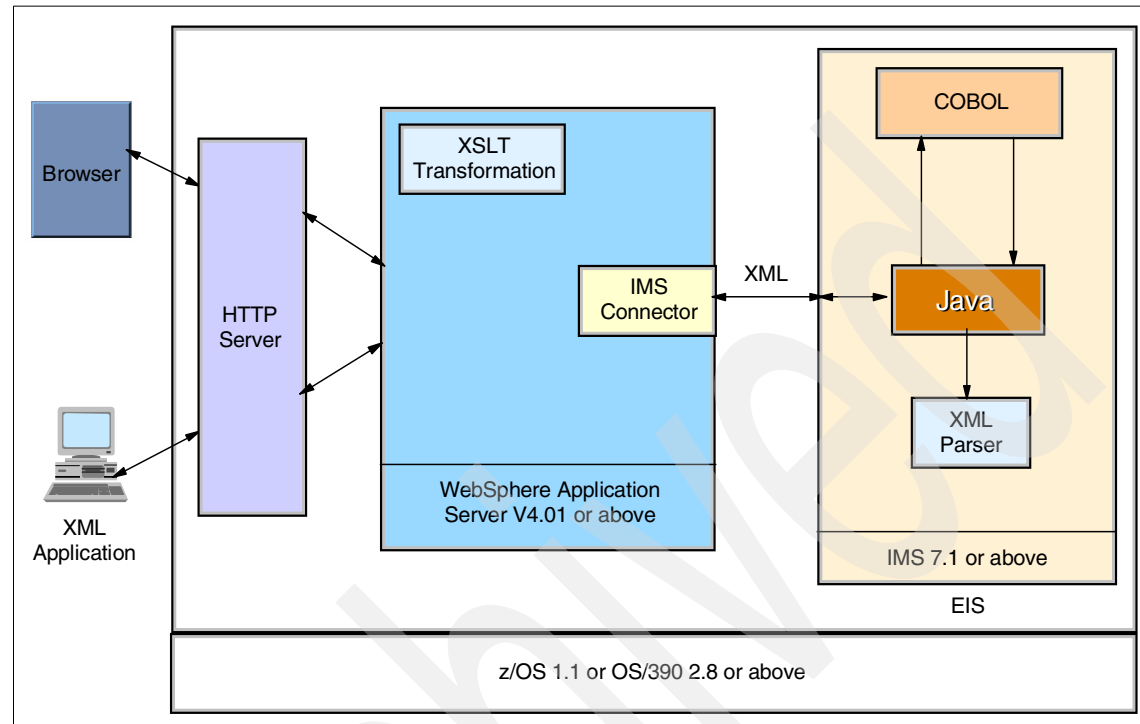 Browser
XML
Application
HTTP
Server
XSLT
Transformation
IMS
Connector
WebSphere Application
Server V4.01 or above
XML
COBOL
Java
XML
Parser
IMS 7.1 or above
EIS
z/OS 1.1 or OS/390 2.8 or above